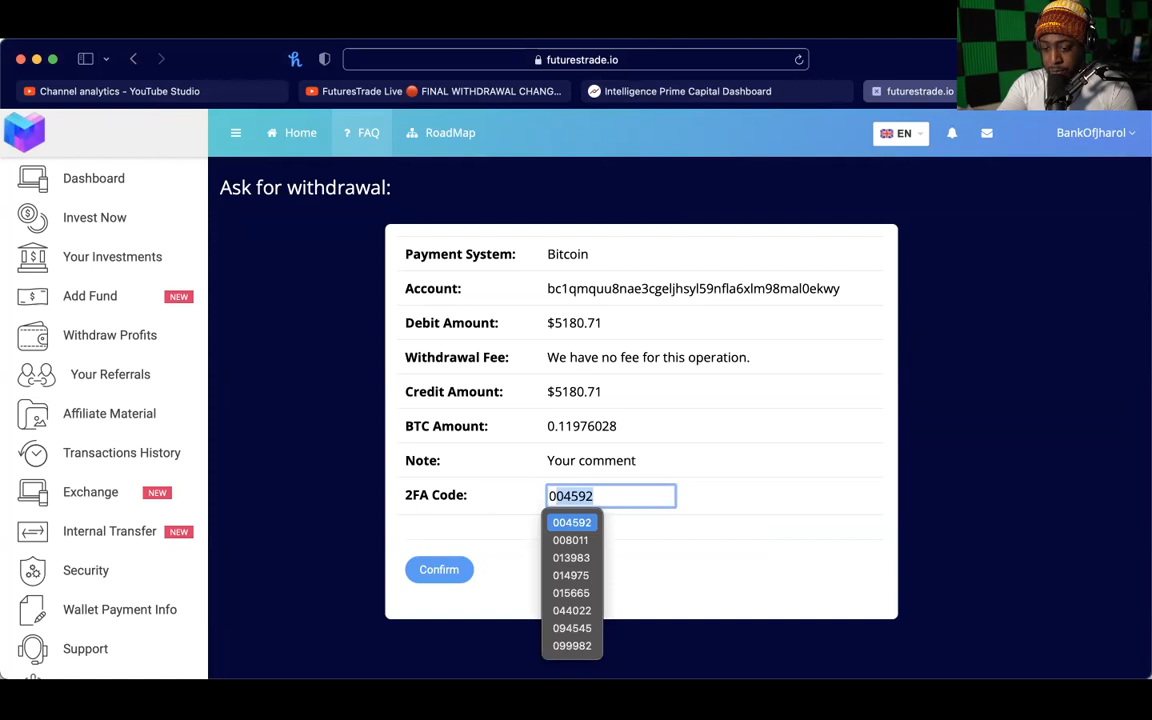 futurestrade.io
Channel analytics - YouTube Studio
FuturesTrade Live 🔴 FINAL WITHDRAWAL CHANG...
Intelligence Prime Capital Dashboard
futurestrade.io
Home
? FAQ
RoadMap
EN
BankOfJharol
Dashboard
Invest Now
Your Investments
Add Fund NEW
Withdraw Profits
Your Referrals
Affiliate Material
Transactions History
Exchange NEW
Internal Transfer NEW
Security
Wallet Payment Info
Support
Ask for withdrawal:
Payment System: Bitcoin
Account: bc1qmquu8nae3cgeljhsyl59nfla6xlm98mal0ekwy
Debit Amount: $5180.71
Withdrawal Fee: We have no fee for this operation.
Credit Amount: $5180.71
BTC Amount: 0.11976028
Note: Your comment
2FA Code: 004592
004592
008011
013983
014975
015665
044022
094545
099982
Confirm